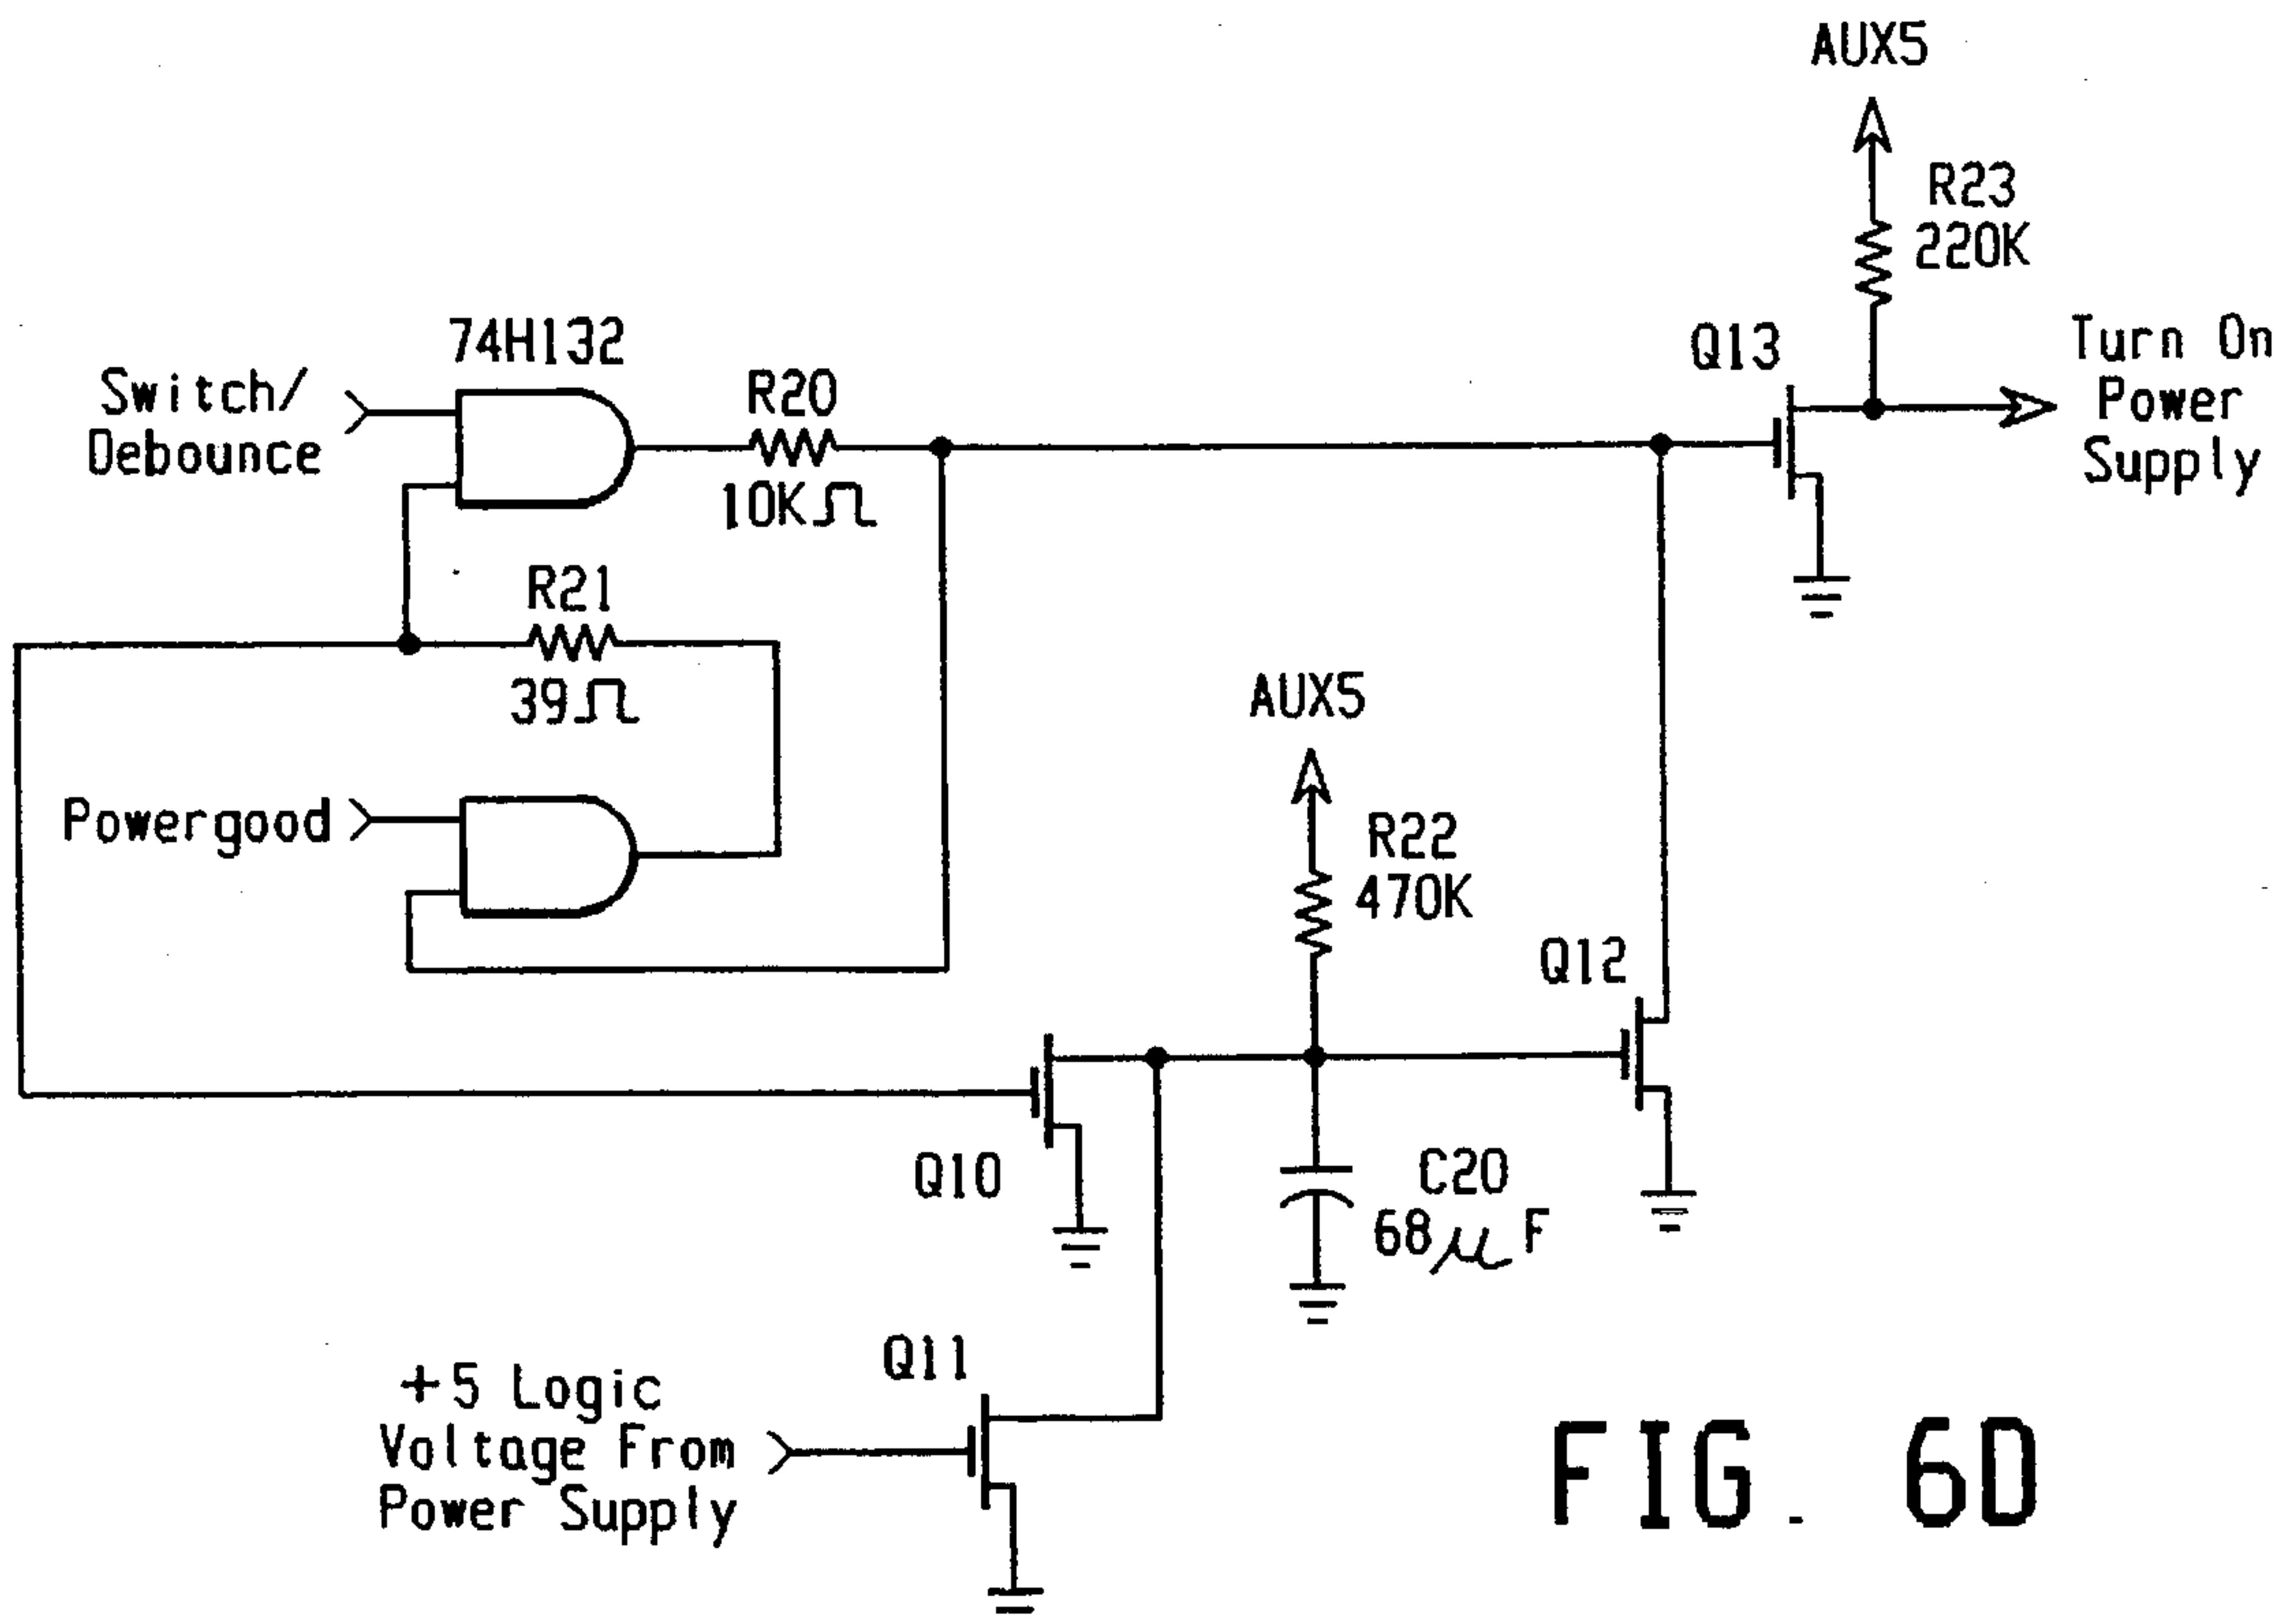 AUX5
R23
220K
Q13
Turn On
Power
Supply
74H132
Switch/
Debounce
R20
10KΩ
R21
39Ω
Powergood
AUX5
R22
470K
Q12
Q10
C20
68μF
Q11
+5 Logic
Voltage From
Power Supply
FIG. 6D